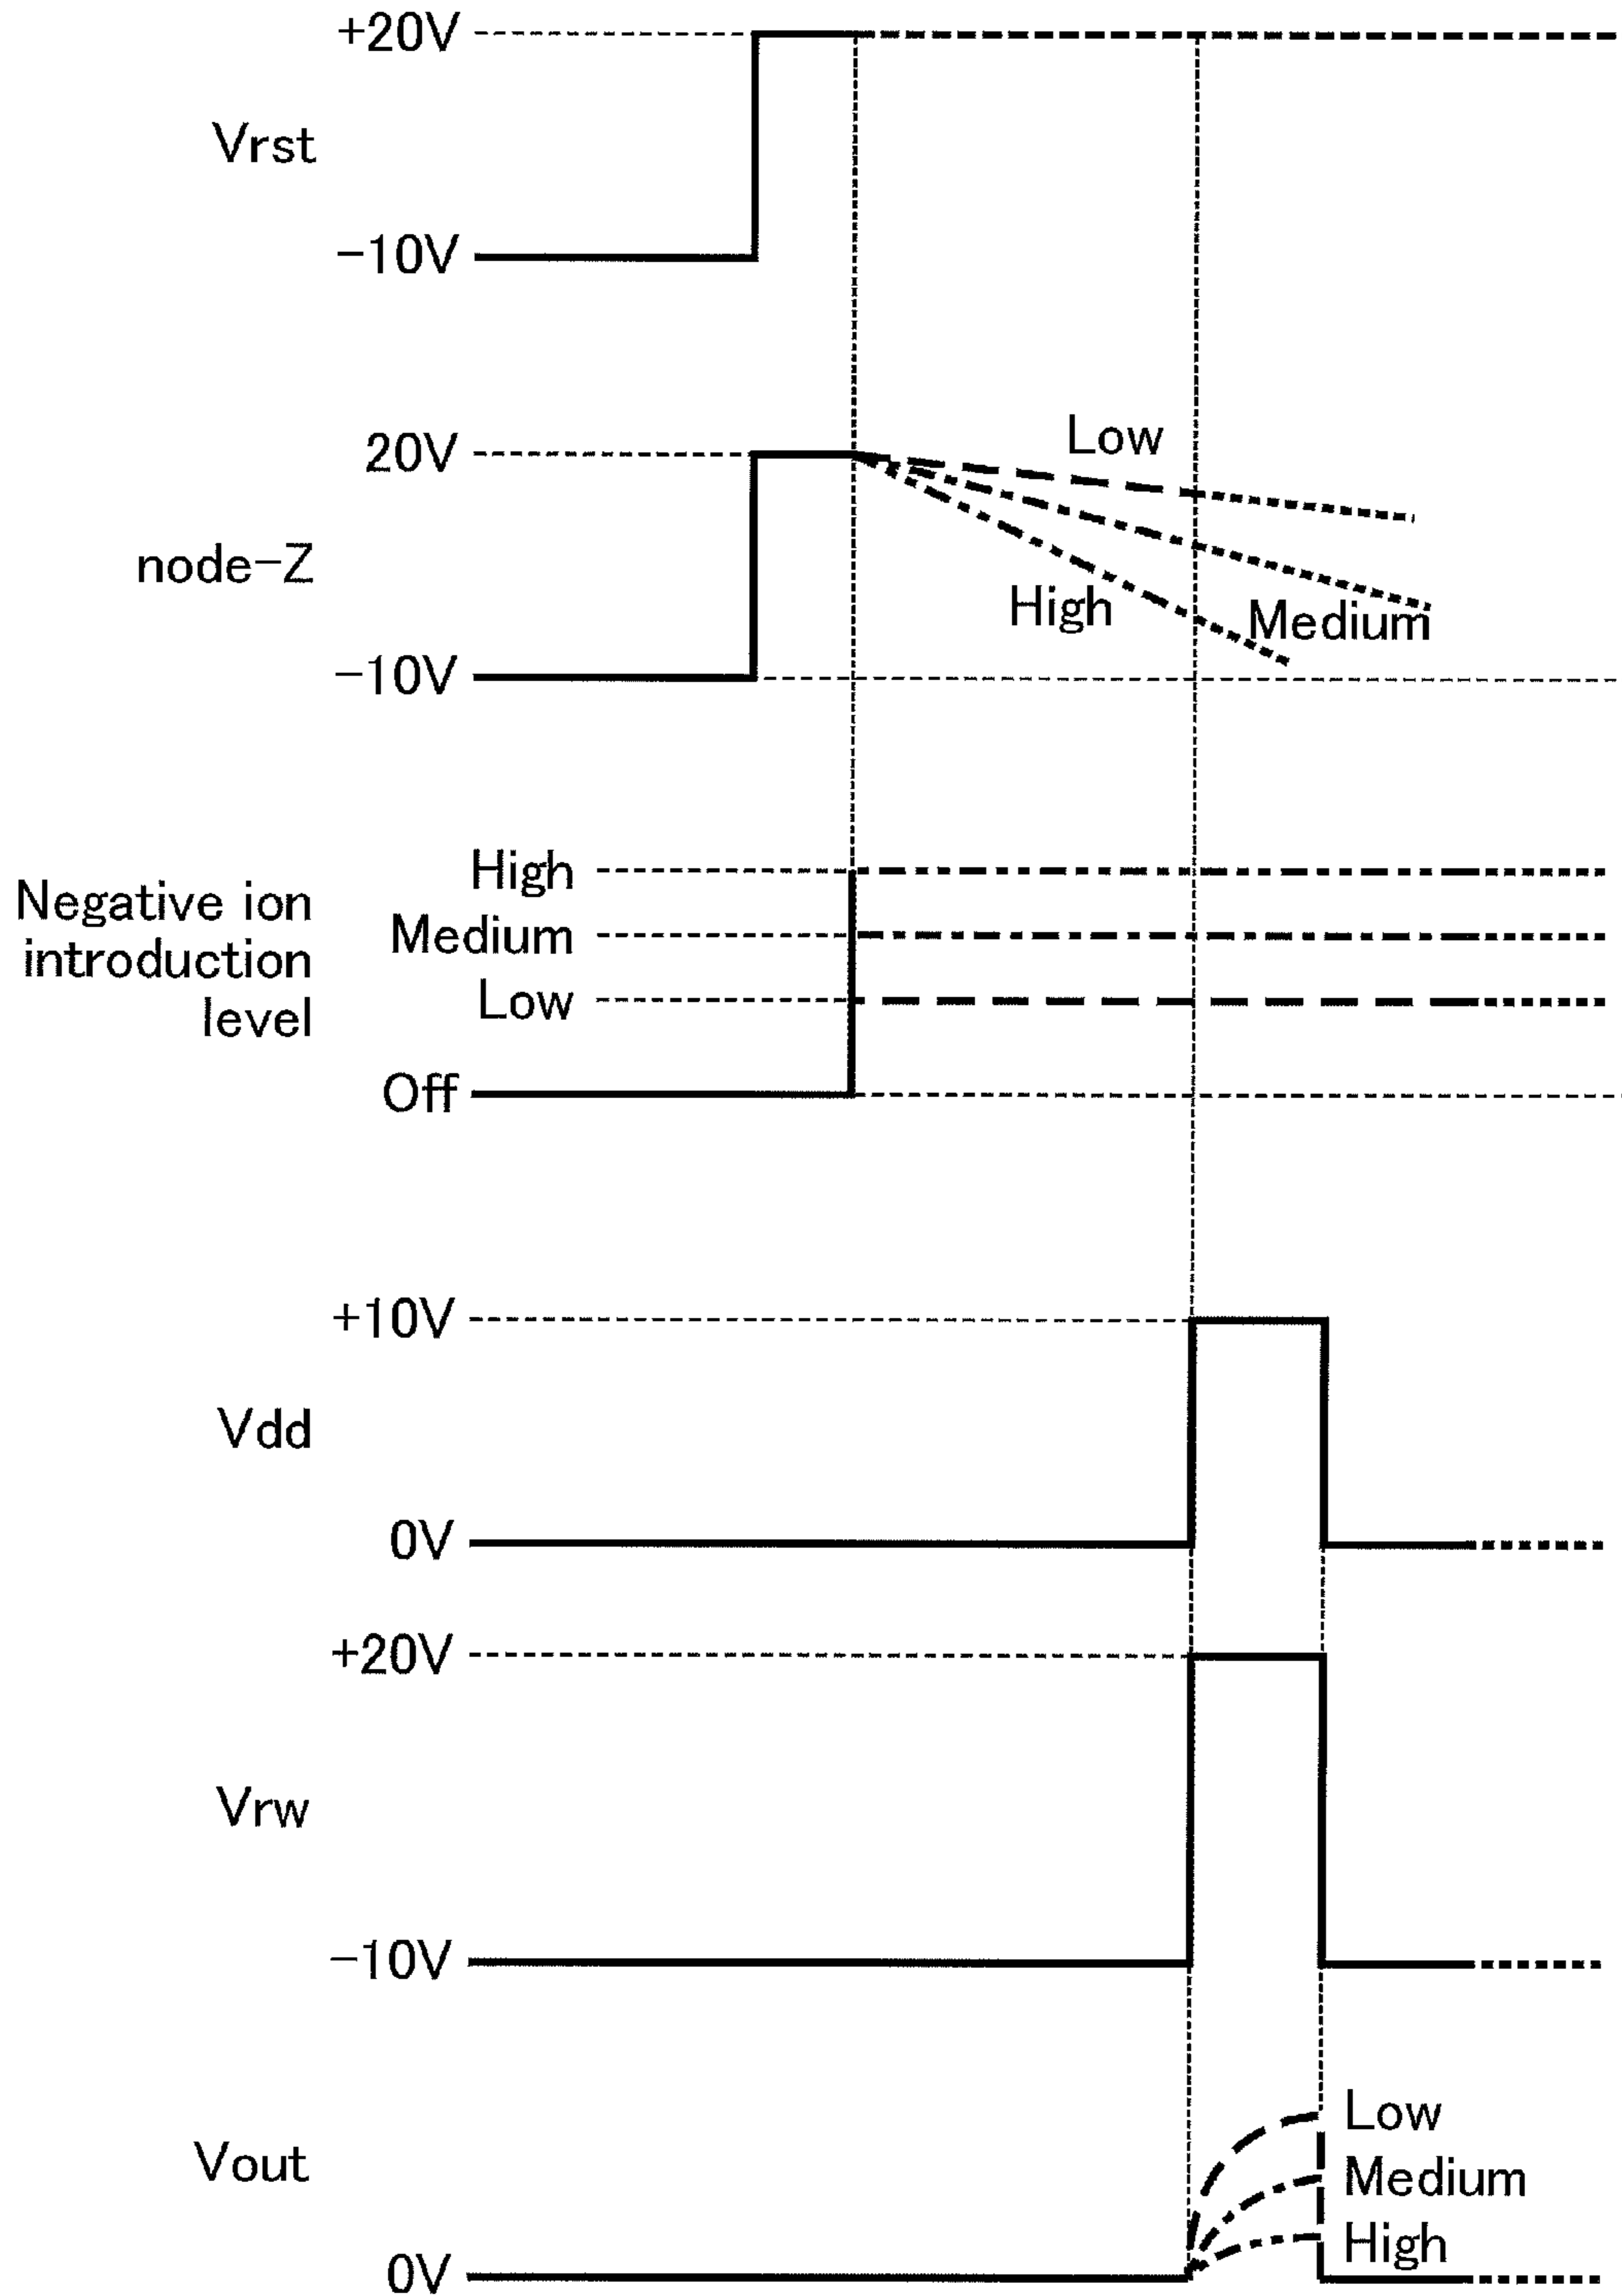 +20V
Vrst
-10V
20V
Low
node-Z
High
Medium
-10V
High
Negative ion
introduction
level
Medium
Low
Off
+10V
Vdd
0V
+20V
Vrw
-10V
Low
Vout
Medium
High
0V